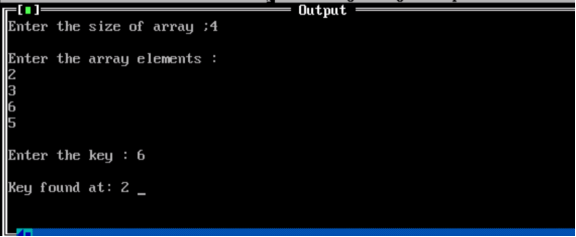 Output
Enter the size of array ;4
Enter the array elements :
2
3
6
5
Enter the key : 6
Key found at: 2 _